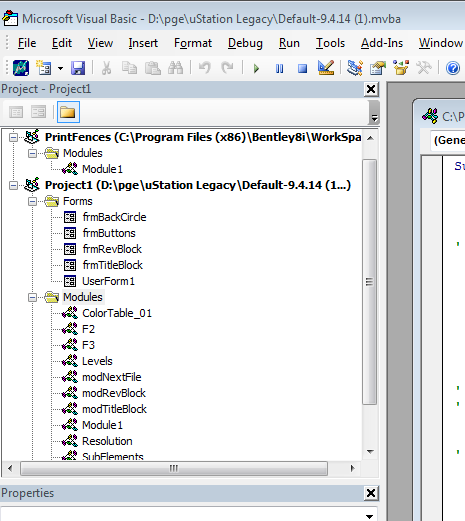 Microsoft Visual Basic - D:\pge\uStation Legacy\Default-9.4.14 (1).mvba
File Edit View Insert Format Debug Run Tools Add-Ins Window
Project - Project1
PrintFences (C:\Program Files (x86)\Bentley8i\WorkSpa
Modules
Module1
Project1 (D:\pge\uStation Legacy\Default-9.4.14 (1...)
Forms
frmBackCircle
frmButtons
frmRevBlock
frmTitleBlock
UserForm1
Modules
ColorTable_01
F2
F3
Levels
modNextFile
modRevBlock
modTitleBlock
Module1
Resolution
SubElements
Properties
C:\P
(Gene
Su